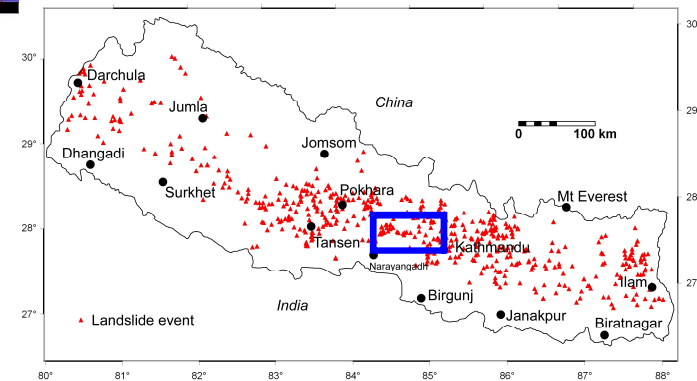 30°
30
Darchula
China
Jumla
29
0 100 km
29°
Jomsom
Dhangadi
Pokhara
Surkhet
Mt Everest
28
28°
Tansen
Kathmandu
Narayangadh
27
Ilam
India
Birgunj
27°
Landslide event
Janakpur
Biratnagar
80° 81° 82° 83° 84° 85° 86° 87° 88°